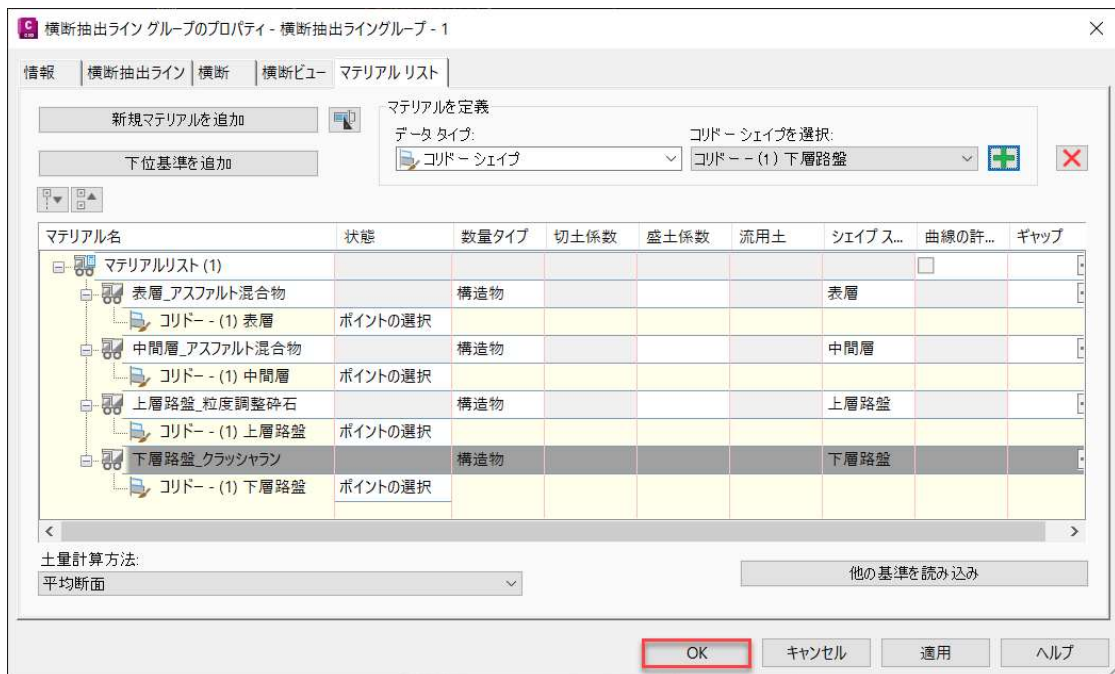 横断抽出ライン グループのプロパティ - 横断抽出ライングループ - 1
情報 横断抽出ライン 横断 横断ビュー マテリアル リスト
新規マテリアルを追加
マテリアルを定義
データ タイプ: コリドー シェイプを選択:
コリドー シェイプ コリドー - (1) 下層路盤
下位基準を追加
マテリアル名 状態 数量タイプ 切土係数 盛土係数 流用土 シェイプ ス... 曲線の許... ギャップ
マテリアルリスト (1)
表層_アスファルト混合物 構造物 表層
コリドー - (1) 表層 ポイントの選択
中間層_アスファルト混合物 構造物 中間層
コリドー - (1) 中間層 ポイントの選択
上層路盤_粒度調整砕石 構造物 上層路盤
コリドー - (1) 上層路盤 ポイントの選択
下層路盤_クラッシャラン 構造物 下層路盤
コリドー - (1) 下層路盤 ポイントの選択
土量計算方法:
平均断面 他の基準を読み込み
OK キャンセル 適用 ヘルプ